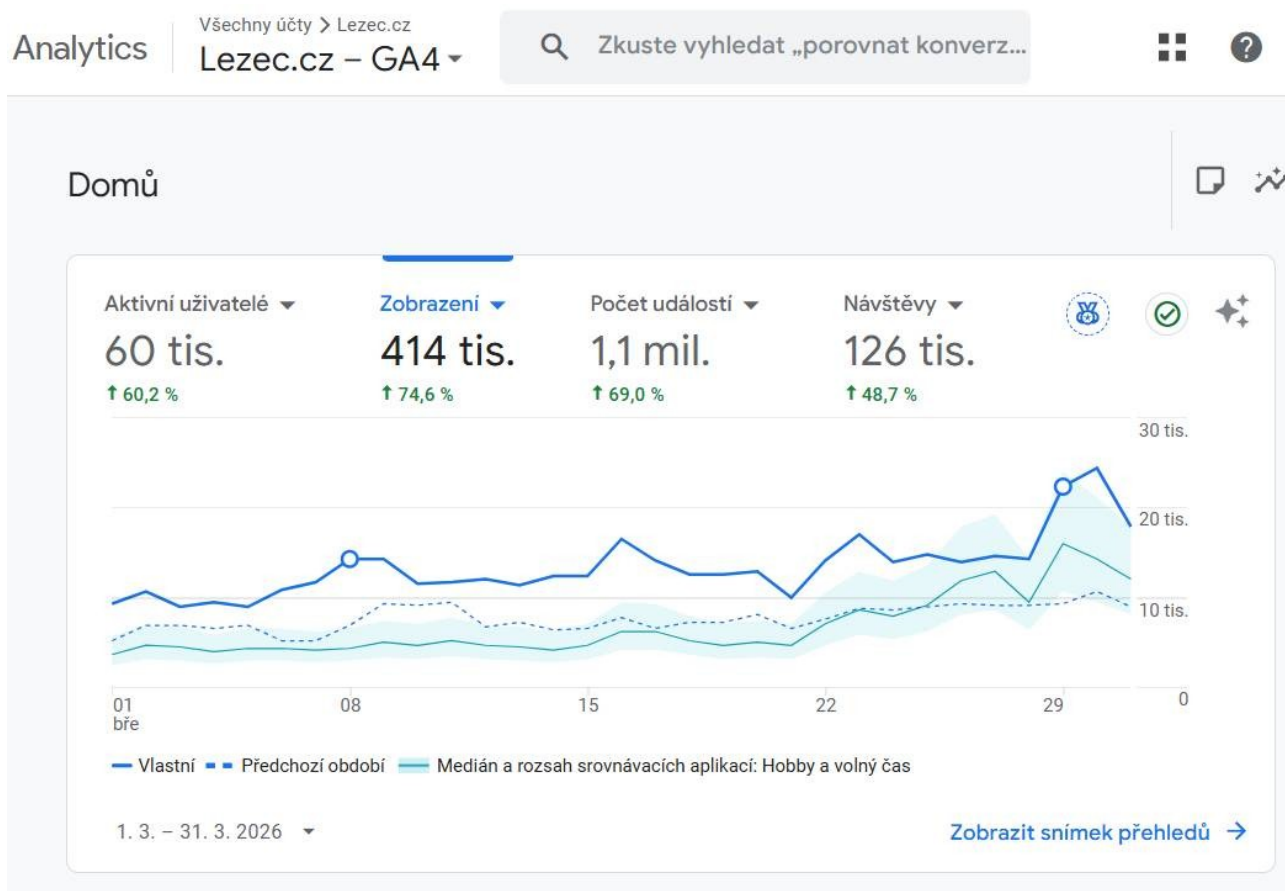 Analytics
Všechny účty > Lezec.cz
Lezec.cz – GA4
Zkuste vyhledat „porovnat konverz...
Domů
Aktivní uživatelé
60 tis.
↑ 60,2 %
Zobrazení
414 tis.
↑ 74,6 %
Počet událostí
1,1 mil.
↑ 69,0 %
Návštěvy
126 tis.
↑ 48,7 %
30 tis.
20 tis.
10 tis.
0
01
bře
08
15
22
29
Vlastní
Předchozí období
Medián a rozsah srovnávacích aplikací: Hobby a volný čas
1. 3. – 31. 3. 2026
Zobrazit snímek přehledů →